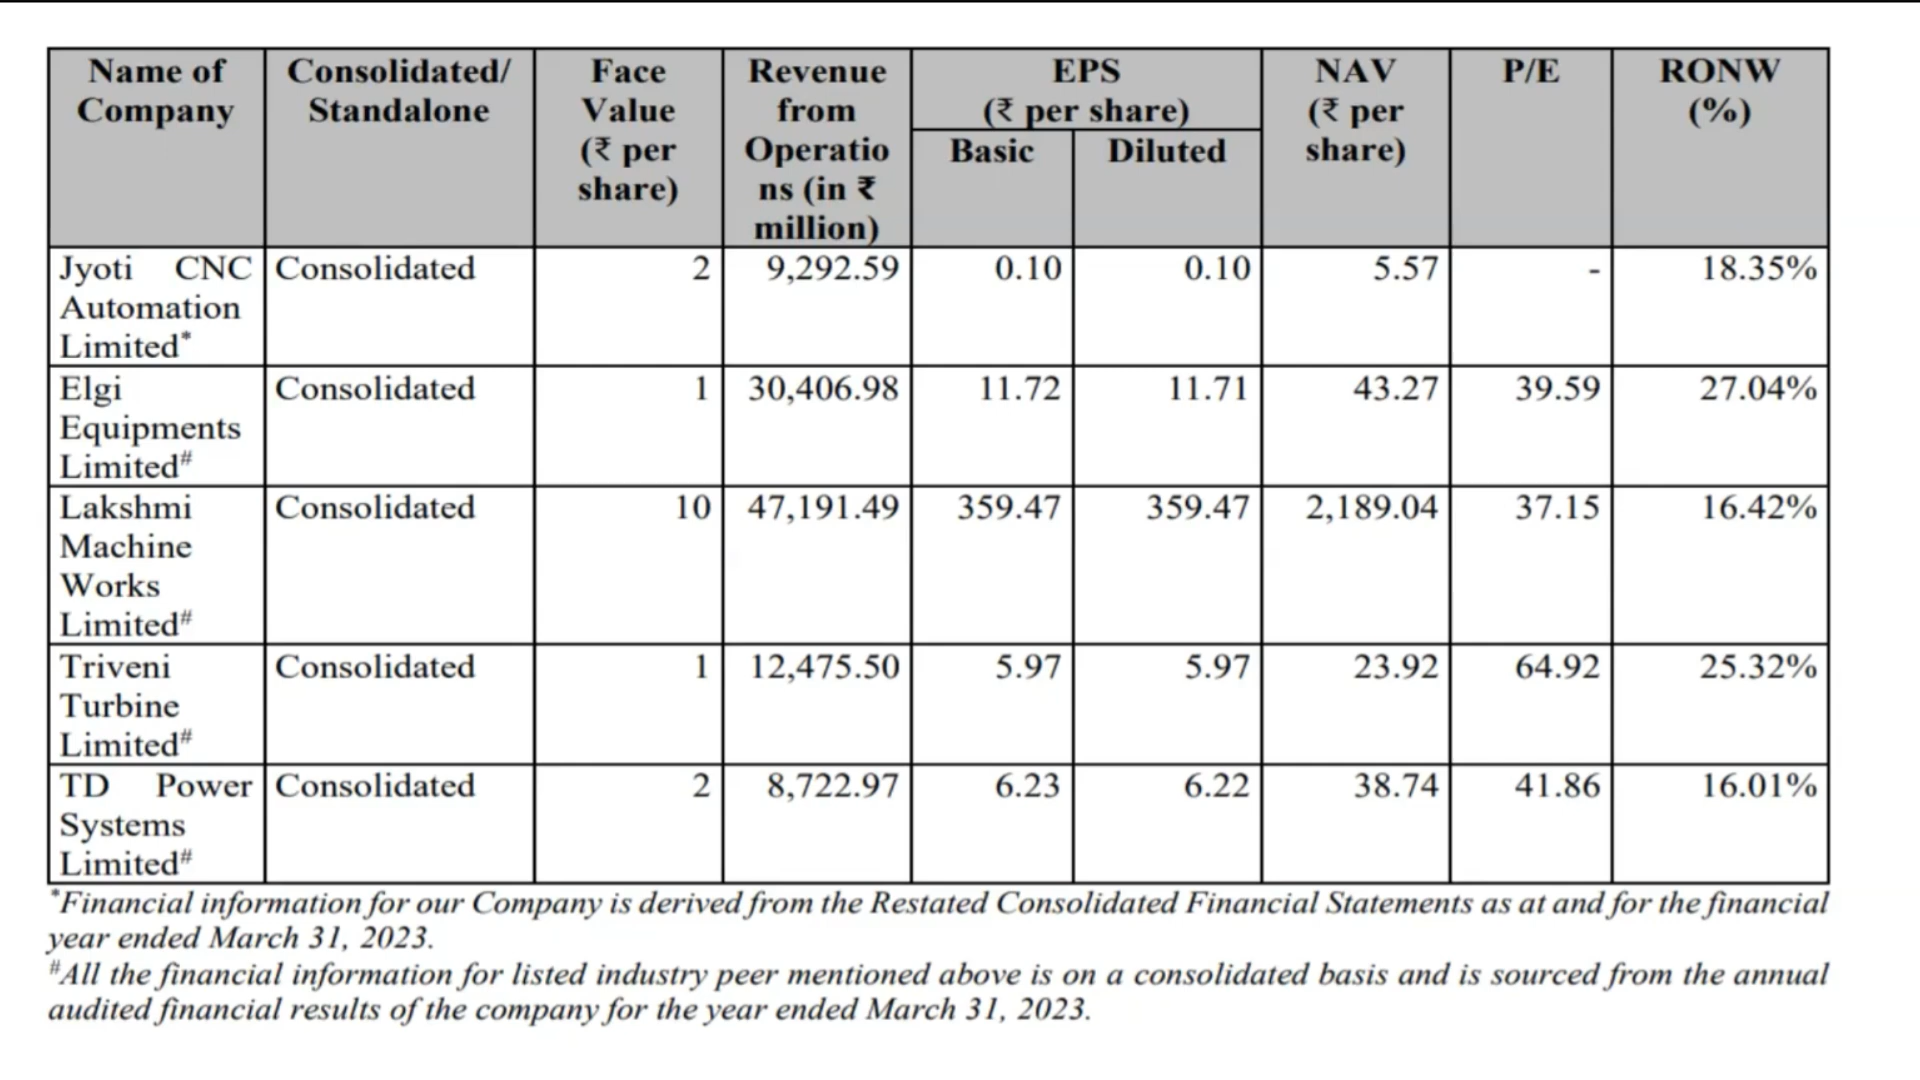 Name of Company
Consolidated/ Standalone
Face Value (₹ per share)
Revenue from Operatio ns (in ₹ million)
EPS (₹ per share)
Basic
Diluted
NAV (₹ per share)
P/E
RONW (%)
Jyoti CNC Automation Limited* Consolidated 2 9,292.59 0.10 0.10 5.57 - 18.35%
Elgi Equipments Limited# Consolidated 1 30,406.98 11.72 11.71 43.27 39.59 27.04%
Lakshmi Machine Works Limited# Consolidated 10 47,191.49 359.47 359.47 2,189.04 37.15 16.42%
Triveni Turbine Limited# Consolidated 1 12,475.50 5.97 5.97 23.92 64.92 25.32%
TD Power Systems Limited# Consolidated 2 8,722.97 6.23 6.22 38.74 41.86 16.01%
*Financial information for our Company is derived from the Restated Consolidated Financial Statements as at and for the financial
year ended March 31, 2023.
#All the financial information for listed industry peer mentioned above is on a consolidated basis and is sourced from the annual
audited financial results of the company for the year ended March 31, 2023.